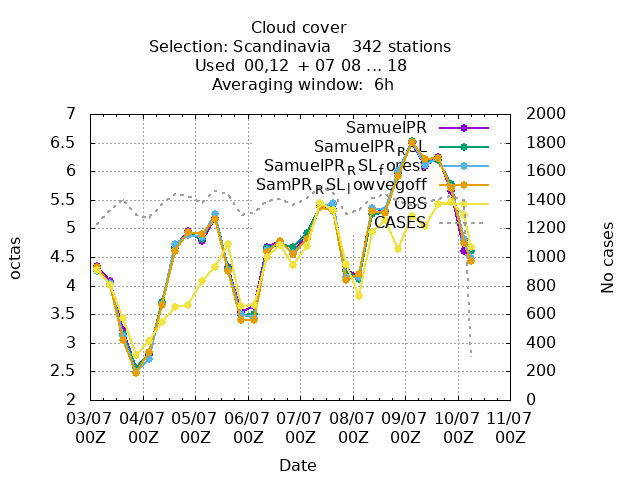 Cloud cover
Selection: Scandinavia 342 stations
Used 00,12 + 07 08 ... 18
Averaging window: 6h
7 2000
SamuelPR
6.5 1800
SamuelPR_RSL
6 1600
SamuelPR_RSL_forest
SamPR_RSL_lowvegoff
5.5 1400
OBS
CASES
5 1200
4.5 1000
4 800
3.5 600
3 400
2.5 200
2 0
octas
No cases
03/07 04/07 05/07 06/07 07/07 08/07 09/07 10/07 11/07
00Z 00Z 00Z 00Z 00Z 00Z 00Z 00Z 00Z
Date